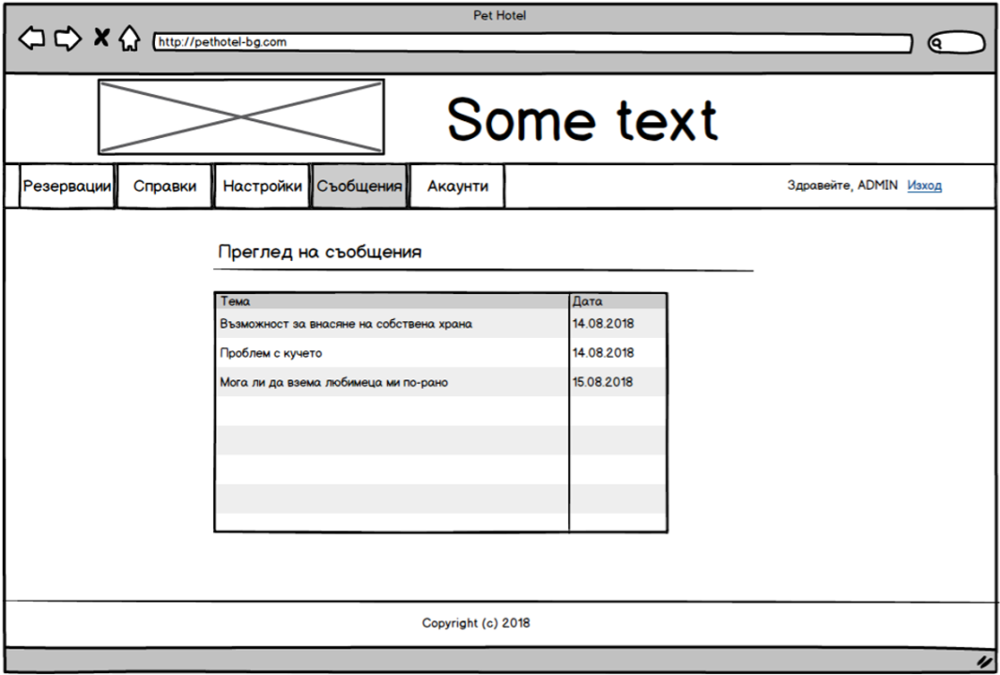 Pet Hotel
http://pethotel-bg.com
Some text
Резервации Справки Настройки Съобщения Акаунти Здравейте, ADMIN Изход
Преглед на съобщения
Тема Дата
Възможност за внасяне на собствена храна 14.08.2018
Проблем с кучето 14.08.2018
Мога ли да взема любимеца ми по-рано 15.08.2018
Copyright (c) 2018